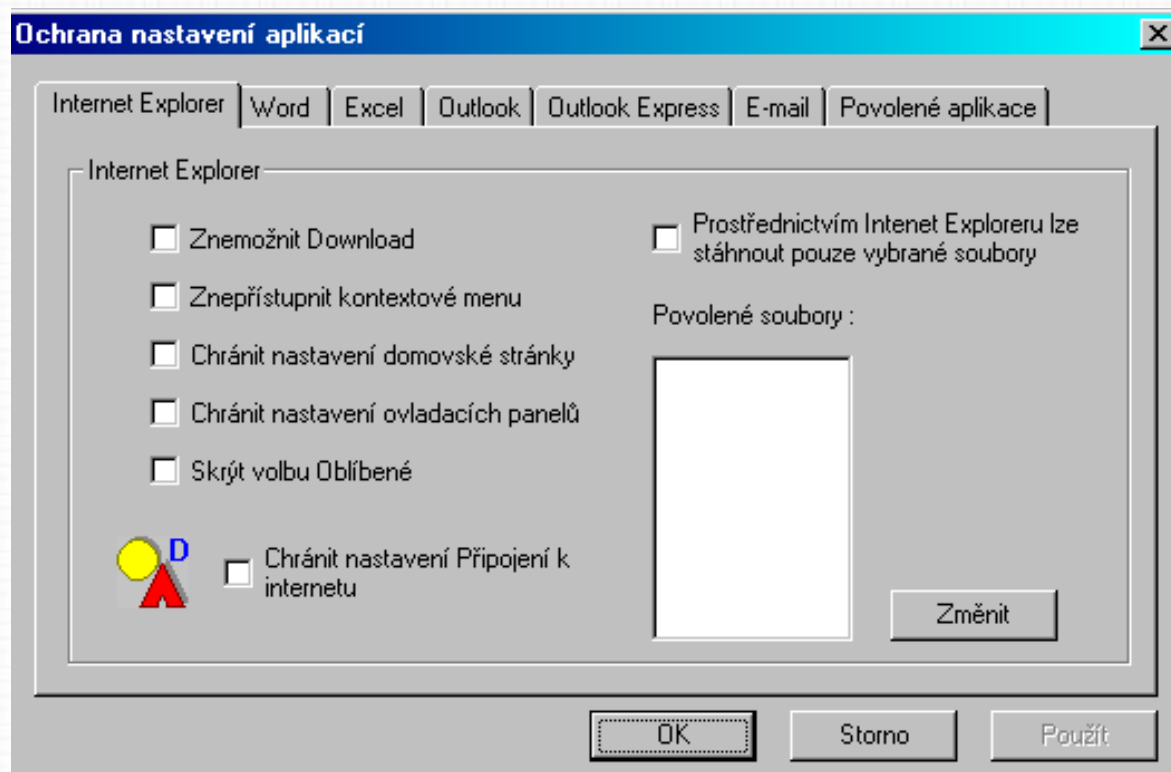 Ochrana nastavení aplikací
Internet Explorer Word Excel Outlook Outlook Express E-mail Povolené aplikace
Internet Explorer
Znemožnit Download
Znepřístupnit kontextové menu
Chránit nastavení domovské stránky
Chránit nastavení ovladacích panelů
Skrýt volbu Oblíbené
D
Chránit nastavení Připojení k
internetu
Prostřednictvím Intenet Exploreru lze
stáhnout pouze vybrané soubory
Povolené soubory :
Změnit
OK Storno Použít